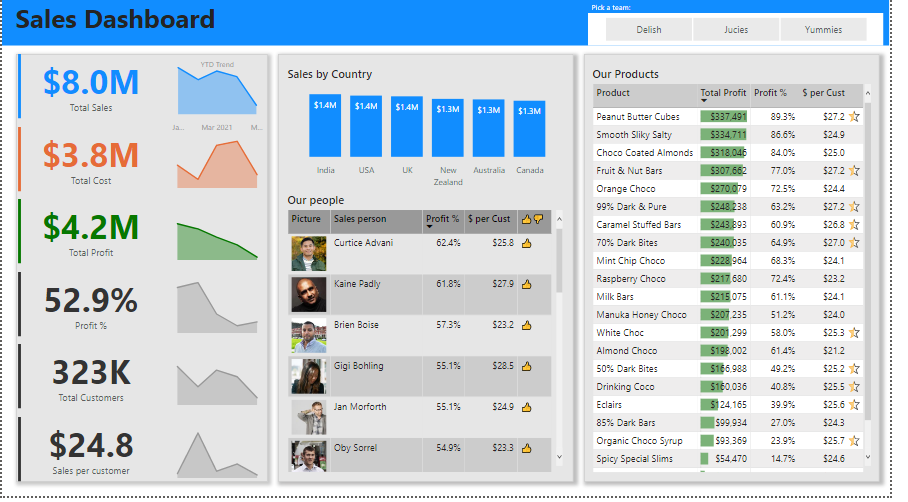 Sales Dashboard
Pick a team:
Delish Jucies Yummies
$8.0M
Total Sales
YTD Trend
Ja... Mar 2021 M...
$3.8M
Total Cost
$4.2M
Total Profit
52.9%
Profit %
323K
Total Customers
$24.8
Sales per customer
Sales by Country
$1.4M $1.4M $1.4M $1.3M $1.3M $1.3M
India USA UK New Zealand Australia Canada
Our people
Picture Sales person Profit % $ per Cust 👍👎
Curtice Advani 62.4% $25.8 👍
Kaine Padly 61.8% $27.9 👍
Brien Boise 57.3% $23.2 👍
Gigi Bohling 55.1% $28.5 👍
Jan Morforth 55.1% $24.9 👍
Oby Sorrel 54.9% $23.3 👍
Our Products
Product Total Profit Profit % $ per Cust
Peanut Butter Cubes $337,491 89.3% $27.2
Smooth Sliky Salty $334,711 86.6% $24.9
Choco Coated Almonds $318,046 84.0% $25.0
Fruit & Nut Bars $307,662 77.0% $27.2
Orange Choco $270,079 72.5% $24.4
99% Dark & Pure $248,238 63.2% $27.2
Caramel Stuffed Bars $243,893 60.9% $26.8
70% Dark Bites $240,035 64.9% $27.0
Mint Chip Choco $228,964 68.3% $24.1
Raspberry Choco $217,680 72.4% $23.2
Milk Bars $215,075 61.1% $24.1
Manuka Honey Choco $207,235 51.2% $24.0
White Choc $201,299 58.0% $25.3
Almond Choco $198,002 61.4% $21.2
50% Dark Bites $166,988 49.2% $25.2
Drinking Coco $160,036 40.8% $25.5
Eclairs $124,165 39.9% $25.6
85% Dark Bars $99,934 27.0% $24.3
Organic Choco Syrup $93,369 23.9% $25.7
Spicy Special Slims $54,470 14.7% $24.6